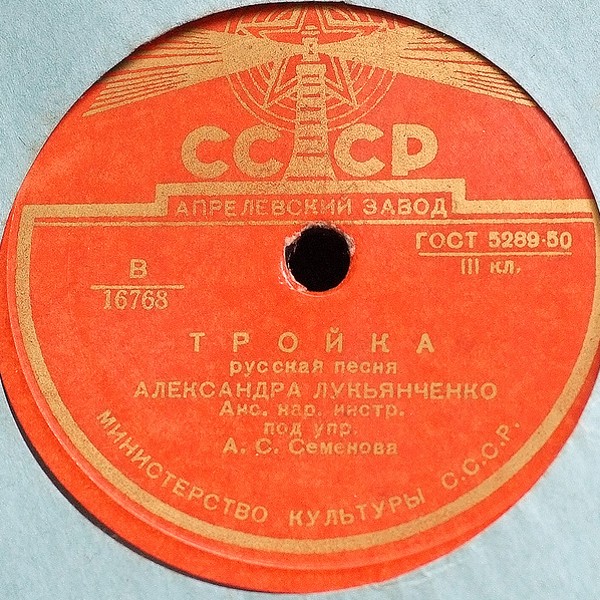 СССР
АПРЕЛЕВСКИЙ ЗАВОД
ГОСТ 5289-50
III кл.
В
16768
ТРОЙКА
русская песня
АЛЕКСАНДРА ЛУКЬЯНЧЕНКО
Анс. нар. инстр.
под упр.
А. С. Семенова
МИНИСТЕРСТВО КУЛЬТУРЫ С.С.С.Р.